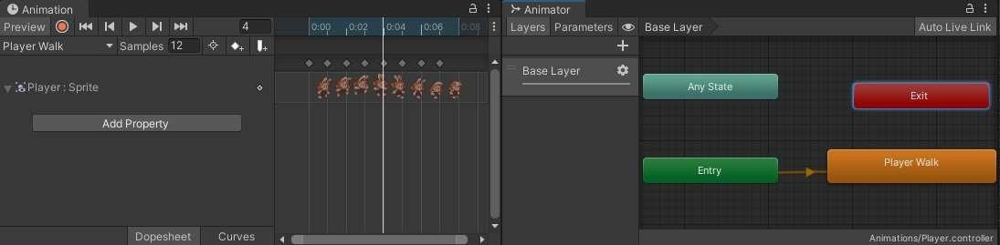 Animation
Preview 4 0:00 0:02 0:04 0:06 0:08
Player Walk Samples 12
Player : Sprite
Add Property
Dopesheet Curves
Animator
Layers Parameters Base Layer Auto Live Link
Base Layer
Any State
Exit
Player Walk
Entry
Animations/Player.controller